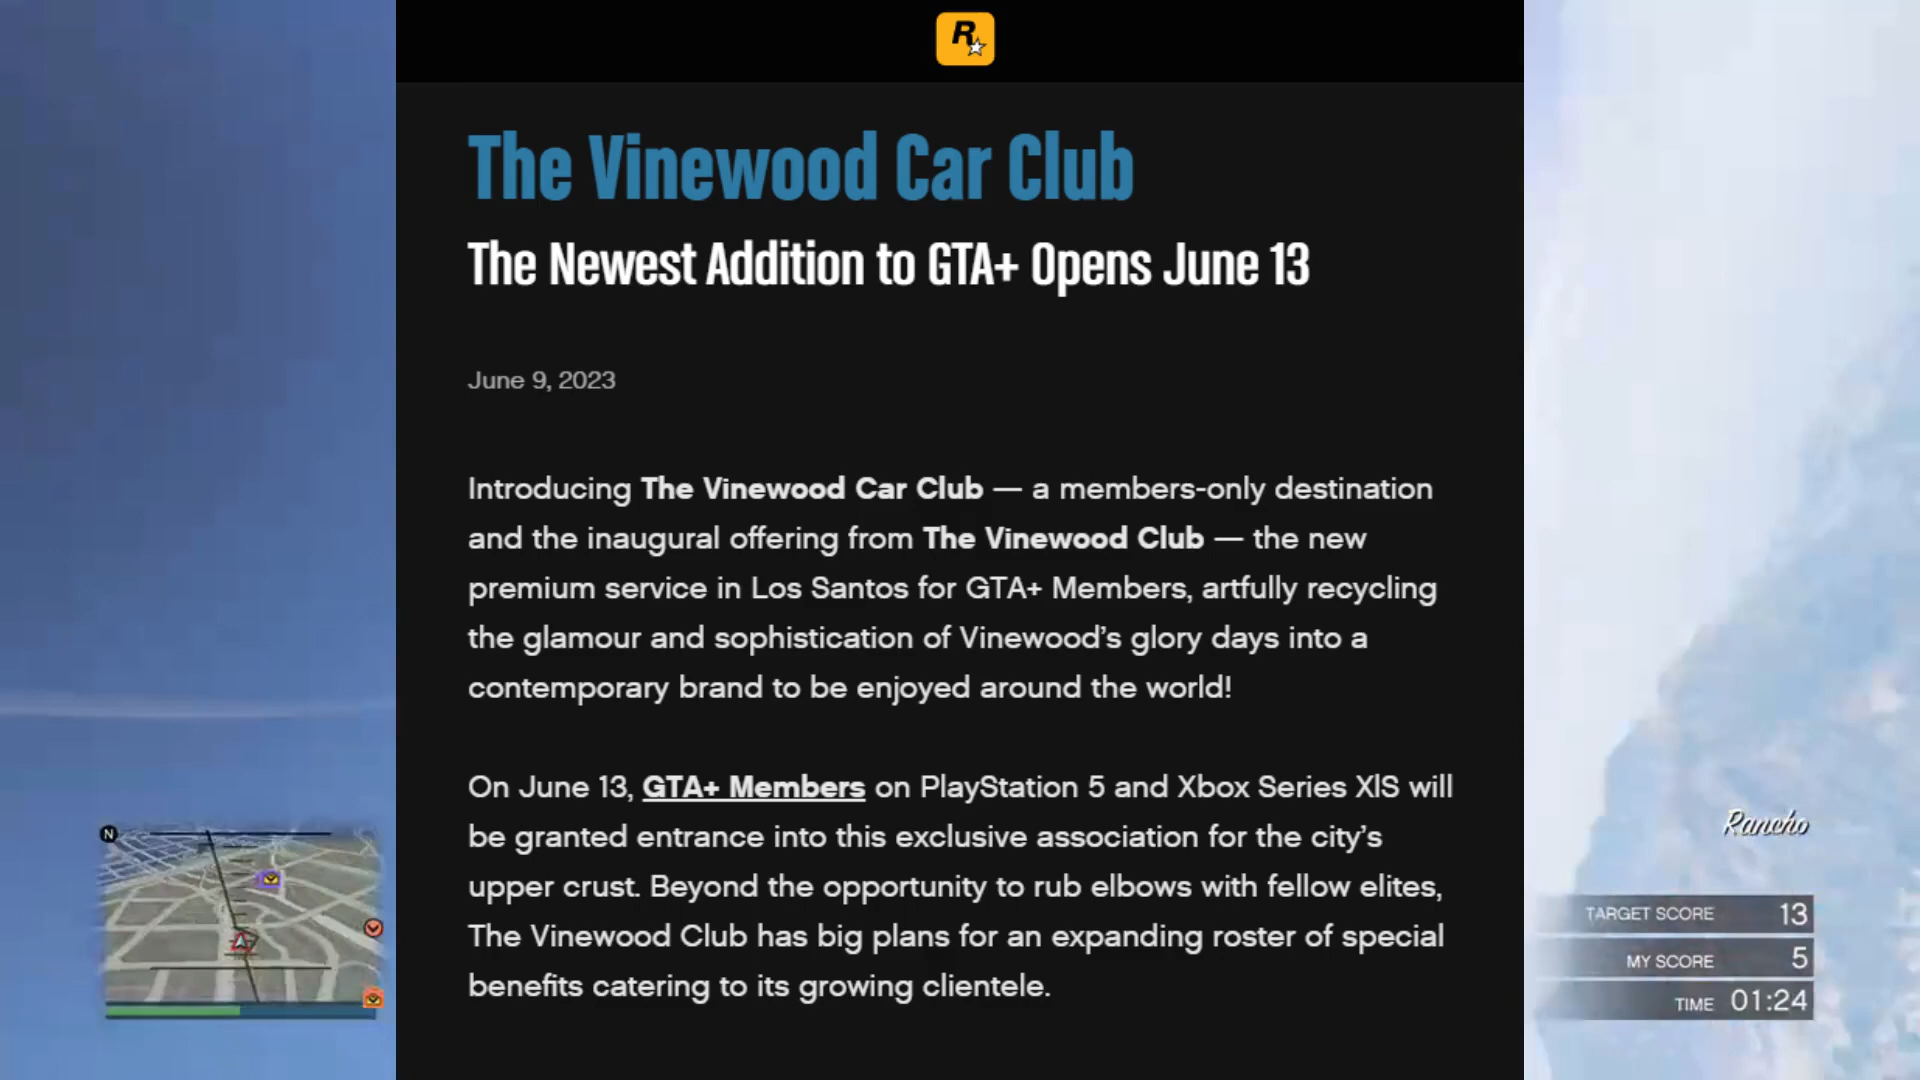 R
The Vinewood Car Club
The Newest Addition to GTA+ Opens June 13
June 9, 2023
Introducing The Vinewood Car Club — a members-only destination
and the inaugural offering from The Vinewood Club — the new
premium service in Los Santos for GTA+ Members, artfully recycling
the glamour and sophistication of Vinewood’s glory days into a
contemporary brand to be enjoyed around the world!
On June 13, GTA+ Members on PlayStation 5 and Xbox Series X|S will
be granted entrance into this exclusive association for the city’s
upper crust. Beyond the opportunity to rub elbows with fellow elites,
The Vinewood Club has big plans for an expanding roster of special
benefits catering to its growing clientele.
N
Rancho
TARGET SCORE 13
MY SCORE 5
TIME 01:24